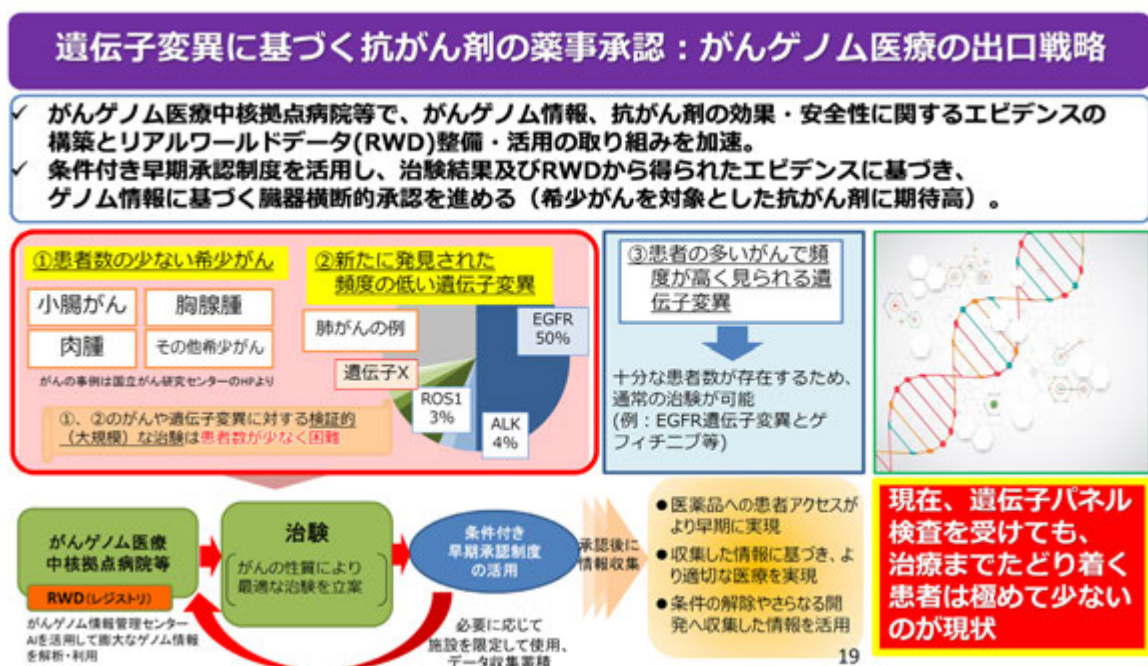 遺伝子変異に基づく抗がん剤の薬事承認：がんゲノム医療の出口戦略
✓ がんゲノム医療中核拠点病院等で、がんゲノム情報、抗がん剤の効果・安全性に関するエビデンスの
構築とリアルワールドデータ(RWD)整備・活用の取り組みを加速。
✓ 条件付き早期承認制度を活用し、治験結果及びRWDから得られたエビデンスに基づき、
ゲノム情報に基づく臓器横断的承認を進める（希少がんを対象とした抗がん剤に期待高）。
①患者数の少ない希少がん
小腸がん
胸腺腫
肉腫
その他希少がん
がんの事例は国立がん研究センターのHPより
②新たに発見された
頻度の低い遺伝子変異
肺がんの例
EGFR
50%
遺伝子X
ROS1
3%
ALK
4%
①、②のがんや遺伝子変異に対する検証的
（大規模）な治験は患者数が少なく困難
③患者の多いがんで頻
度が高く見られる遺
伝子変異
十分な患者数が存在するため、
通常の治験が可能
(例：EGFR遺伝子変異とゲ
フィチニブ等)
がんゲノム医療
中核拠点病院等
RWD(レジストリ)
がんゲノム情報管理センター
AIを活用して膨大なゲノム情報
を解析・利用
治験
がんの性質により
最適な治験を立案
条件付き
早期承認制度
の活用
必要に応じて
施設を限定して使用、
データ収集蓄積
承認後に
情報収集
●医薬品への患者アクセスが
より早期に実現
●収集した情報に基づき、よ
り適切な医療を実現
●条件の解除やさらなる開
発へ収集した情報を活用
19
現在、遺伝子パネル
検査を受けても、
治療までたどり着く
患者は極めて少ない
のが現状